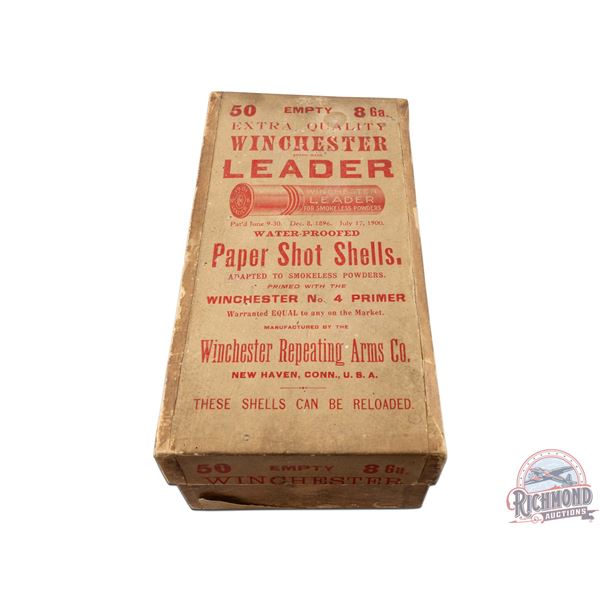 50 EMPTY 8 Ga.
EXTRA QUALITY
WINCHESTER
LEADER
WINCHESTER
LEADER
FOR SMOKELESS POWDERS
Pat'd June 9-30. Dec. 8, 1896. July 17, 1900.
WATER-PROOFED
Paper Shot Shells.
ADAPTED TO SMOKELESS POWDERS.
PRIMED WITH THE
WINCHESTER No. 4 PRIMER
Warranted EQUAL to any on the Market.
MANUFACTURED BY THE
Winchester Repeating Arms Co.
NEW HAVEN, CONN., U. S. A.
THESE SHELLS CAN BE RELOADED.
50 EMPTY 8 Ga.
WINCHESTER
RICHMOND
AUCTIONS